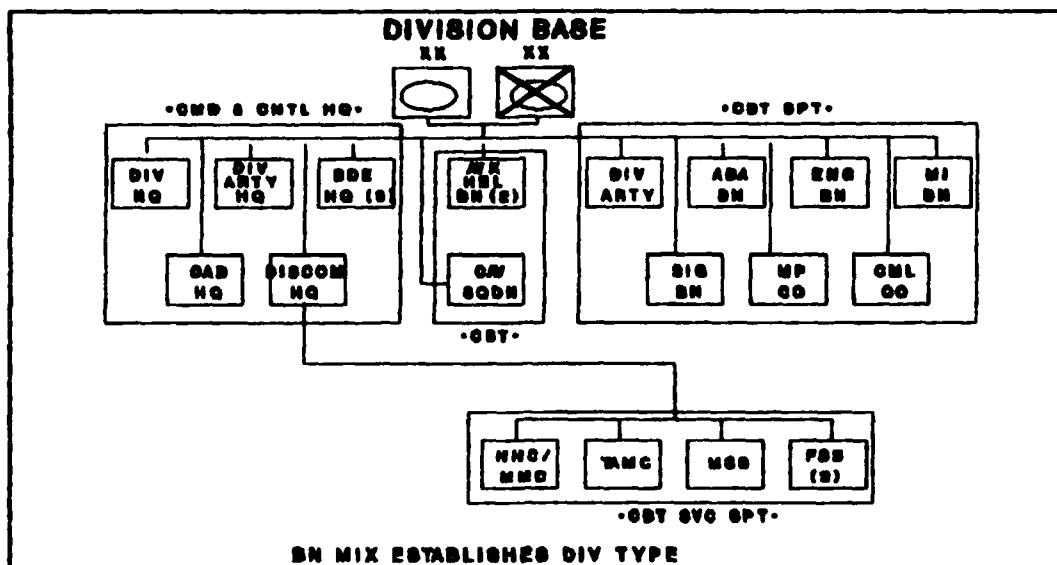 DIVISION BASE
XX XX
•CMD & CNTL HQ• •CBT SPT•
DIV
HQ
DIV
ARTY
HQ
BDE
HQ (3)
ATK
HEL
BN (2)
DIV
ARTY
ADA
BN
ENG
BN
MI
BN
CAB
HQ
DISCOM
HQ
CAV
SQDN
SIG
BN
MP
CO
CML
CO
•CBT•
HHC/
MMC
TAMC
MSB
FSB
(3)
•CBT SVC SPT•
BN MIX ESTABLISHES DIV TYPE